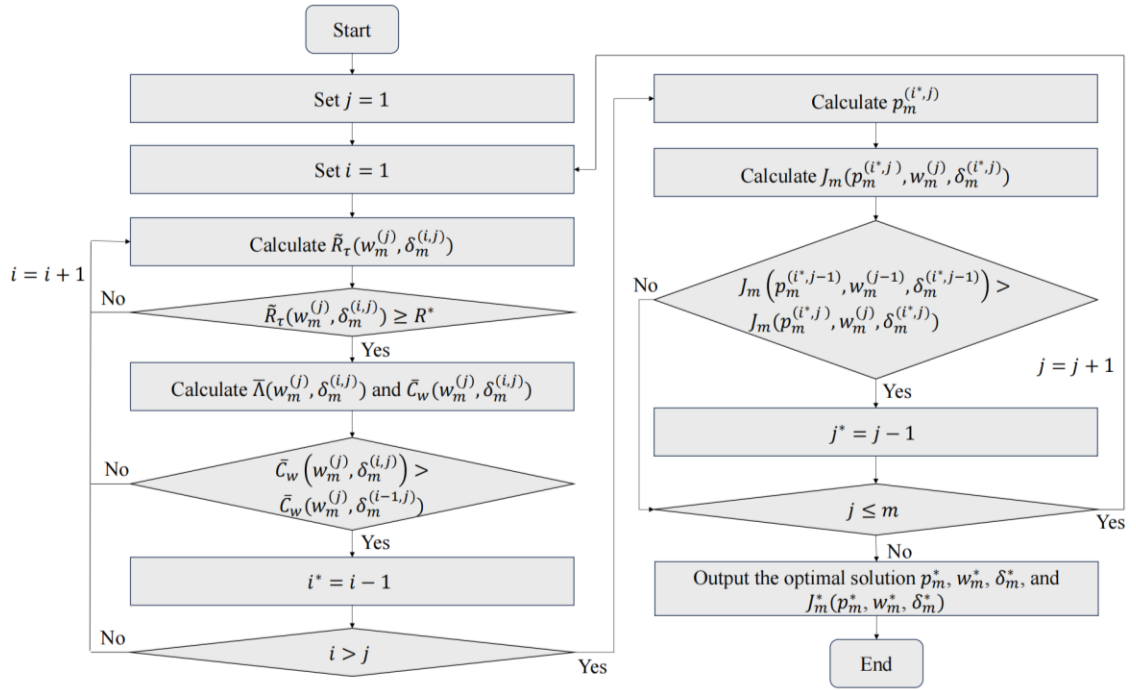 Start
Set j = 1
Set i = 1
Calculate R̃_τ(w_m^(j), δ_m^(i,j))
i = i + 1
No
R̃_τ(w_m^(j), δ_m^(i,j)) ≥ R*
Yes
Calculate Λ̄(w_m^(j), δ_m^(i,j)) and C̄_w(w_m^(j), δ_m^(i,j))
No
C̄_w(w_m^(j), δ_m^(i,j)) >
C̄_w(w_m^(j), δ_m^(i−1,j))
Yes
i* = i − 1
No
i > j
Yes
Calculate p_m^(i*,j)
Calculate J_m(p_m^(i*,j), w_m^(j), δ_m^(i*,j))
No
J_m(p_m^(i*,j−1), w_m^(j−1), δ_m^(i*,j−1)) >
J_m(p_m^(i*,j), w_m^(j), δ_m^(i*,j))
j = j + 1
Yes
j* = j − 1
j ≤ m
Yes
No
Output the optimal solution p_m^*, w_m^*, δ_m^*, and
J_m^*(p_m^*, w_m^*, δ_m^*)
End